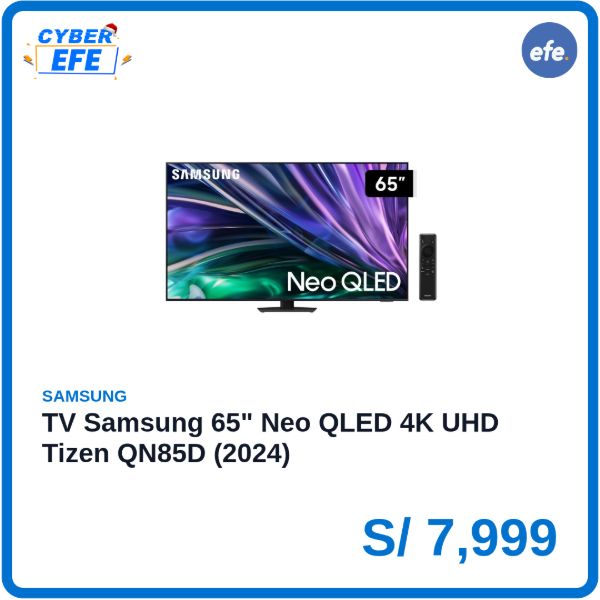 CYBER
EFE
efe.
SAMSUNG
65"
Neo QLED
SAMSUNG
TV Samsung 65" Neo QLED 4K UHD
Tizen QN85D (2024)
S/ 7,999